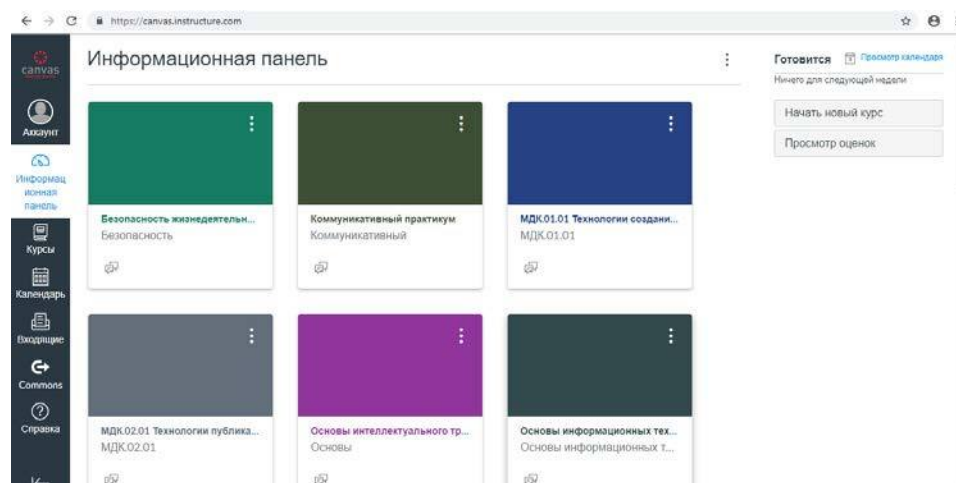 https://canvas.instructure.com
canvas
Аккаунт
Информац
ионная
панель
Курсы
Календарь
Входящие
Commons
Справка
Информационная панель
Безопасность жизнедеятельн...
Безопасность
Коммуникативный практикум
Коммуникативный
МДК.01.01 Технологии создани...
МДК.01.01
МДК.02.01 Технологии публика...
МДК.02.01
Основы интеллектуального тр...
Основы
Основы информационных тех...
Основы информационных т...
Готовится
Просмотр календаря
Ничего для следующей недели
Начать новый курс
Просмотр оценок